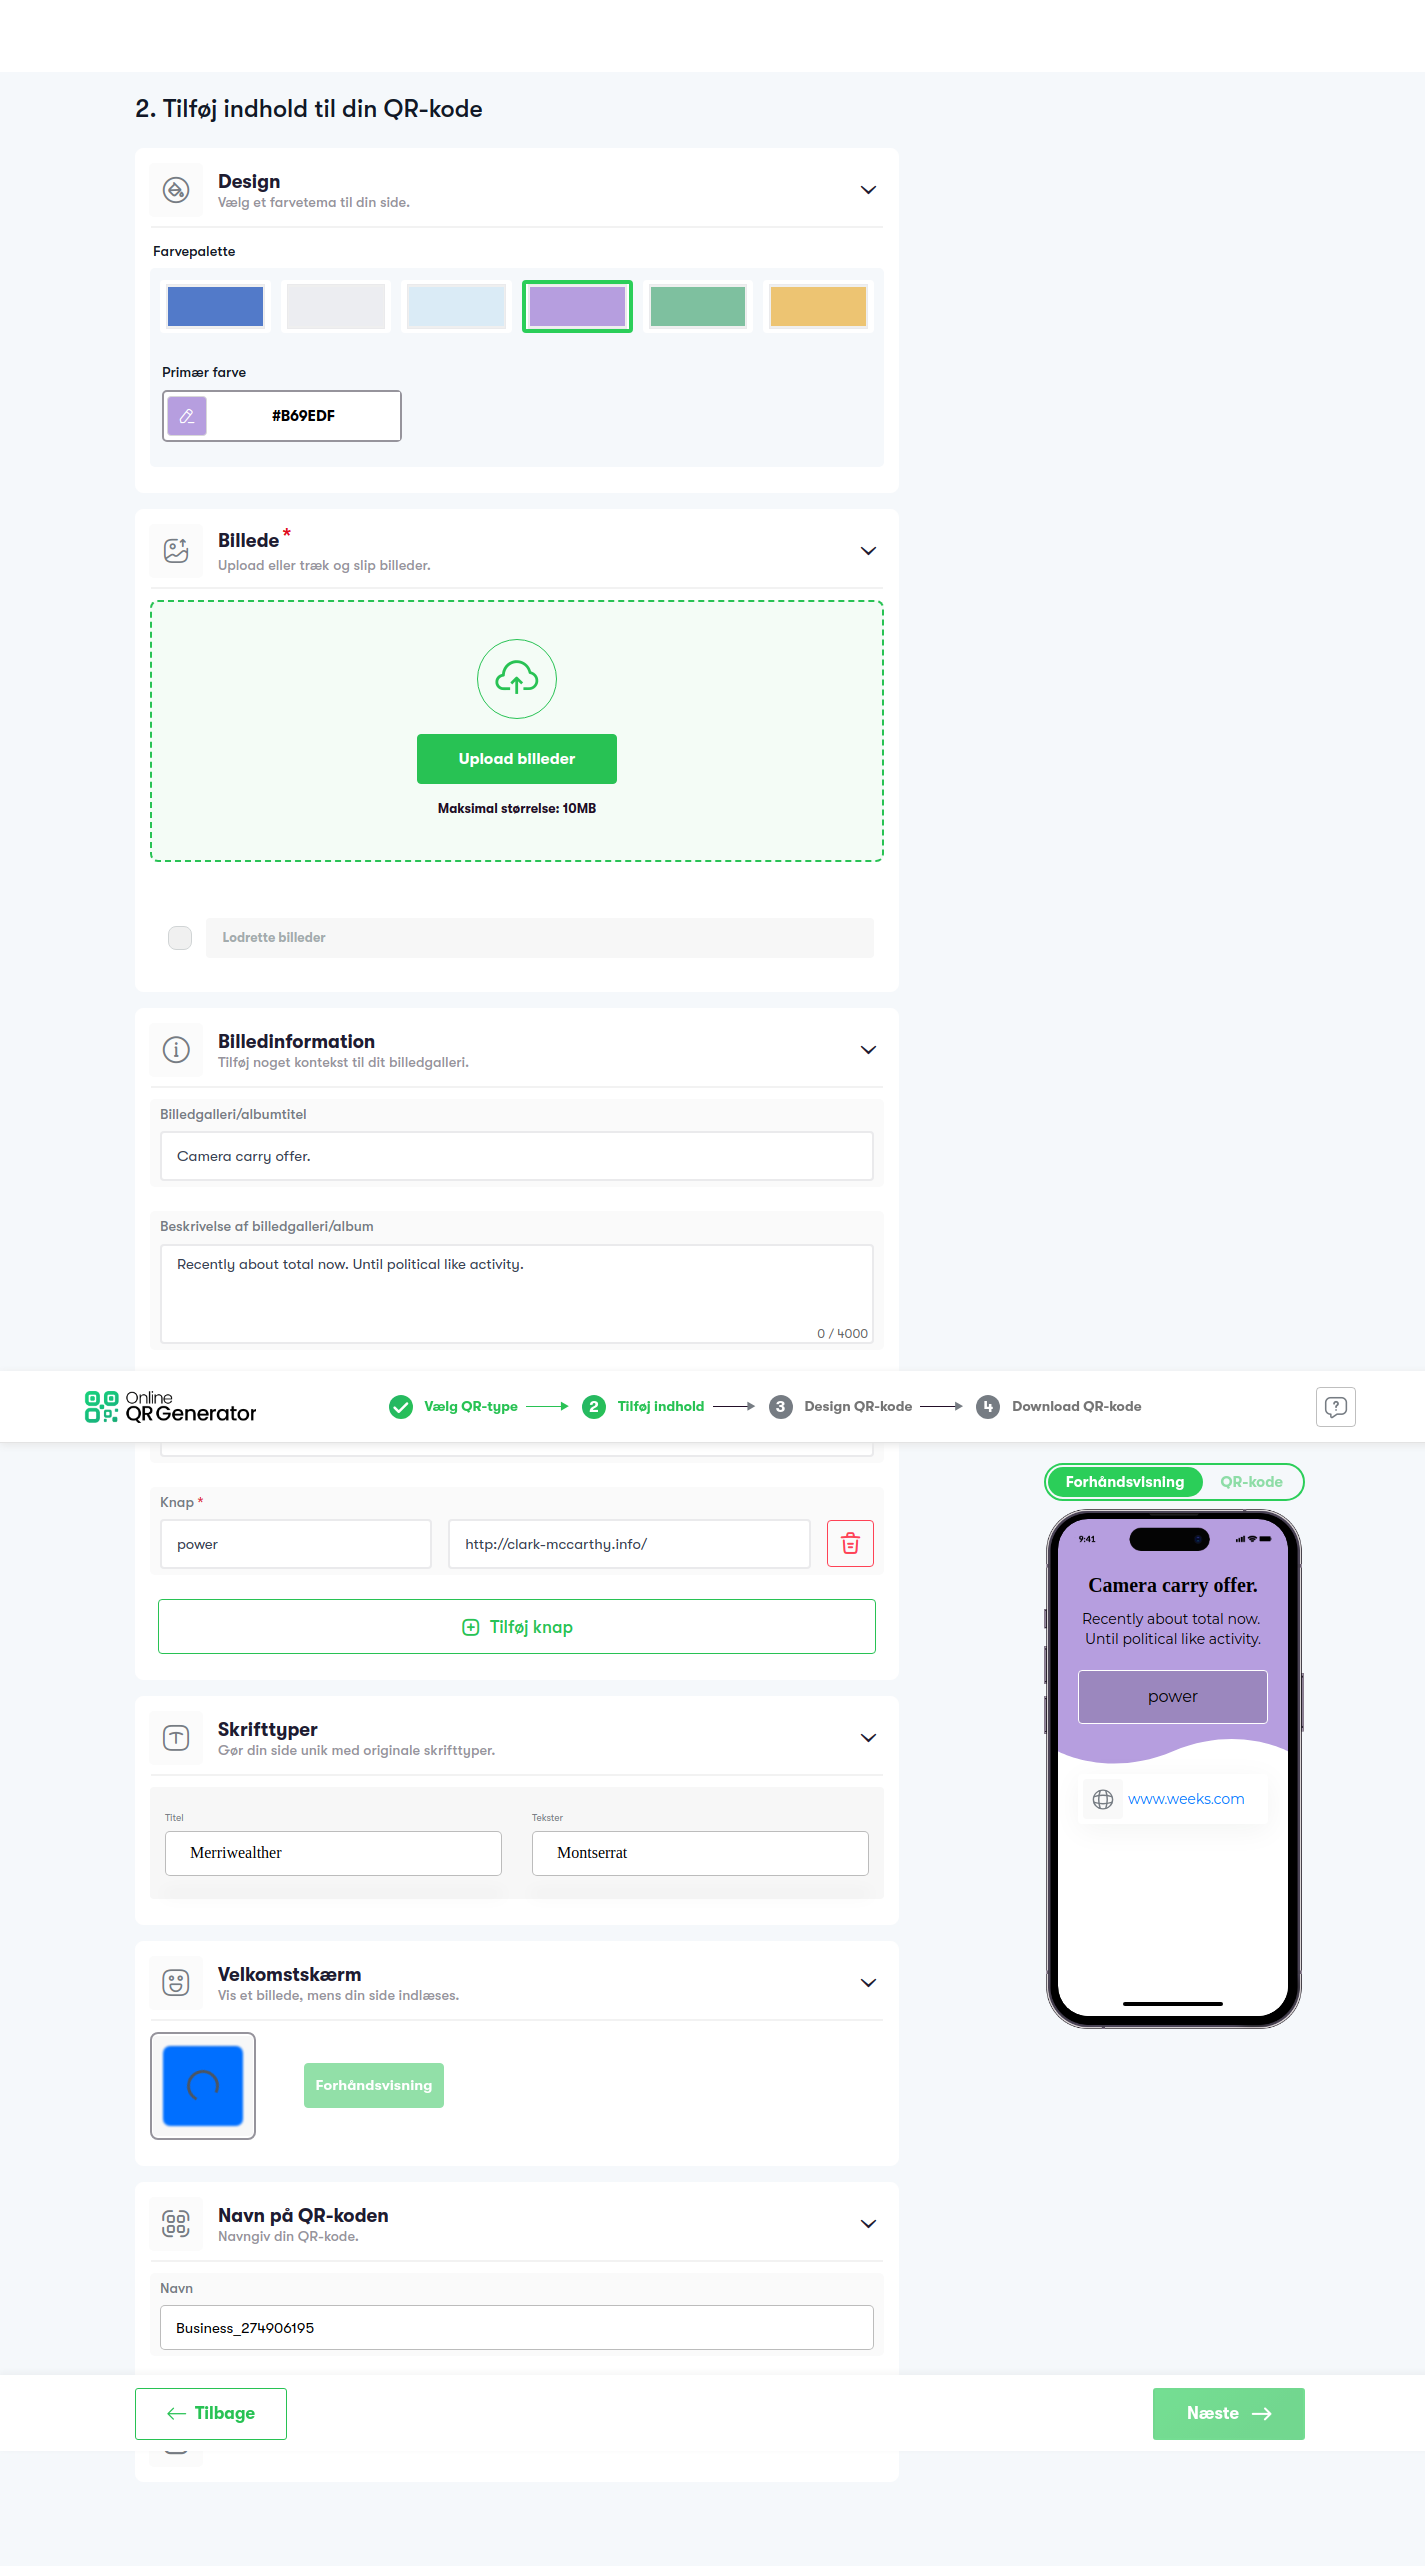 2. Tilføj indhold til din QR-kode
Design
Vælg et farvetema til din side.
Farvepalette
Primær farve
#B69EDF
Billede *
Upload eller træk og slip billeder.
Upload billeder
Maksimal størrelse: 10MB
Lodrette billeder
Billedinformation
Tilføj noget kontekst til dit billedgalleri.
Billedgalleri/albumtitel
Camera carry offer.
Beskrivelse af billedgalleri/album
Recently about total now. Until political like activity.
0 / 4000
Online
QR Generator
Vælg QR-type
2 Tilføj indhold
3 Design QR-kode
4 Download QR-kode
Knap *
power
http://clark-mccarthy.info/
Tilføj knap
Skrifttyper
Gør din side unik med originale skrifttyper.
Titel
Merriwealther
Tekster
Montserrat
Velkomstskærm
Vis et billede, mens din side indlæses.
Forhåndsvisning
Navn på QR-koden
Navngiv din QR-kode.
Navn
Business_274906195
Tilbage
Næste
Forhåndsvisning
QR-kode
9:41
Camera carry offer.
Recently about total now.
Until political like activity.
power
www.weeks.com